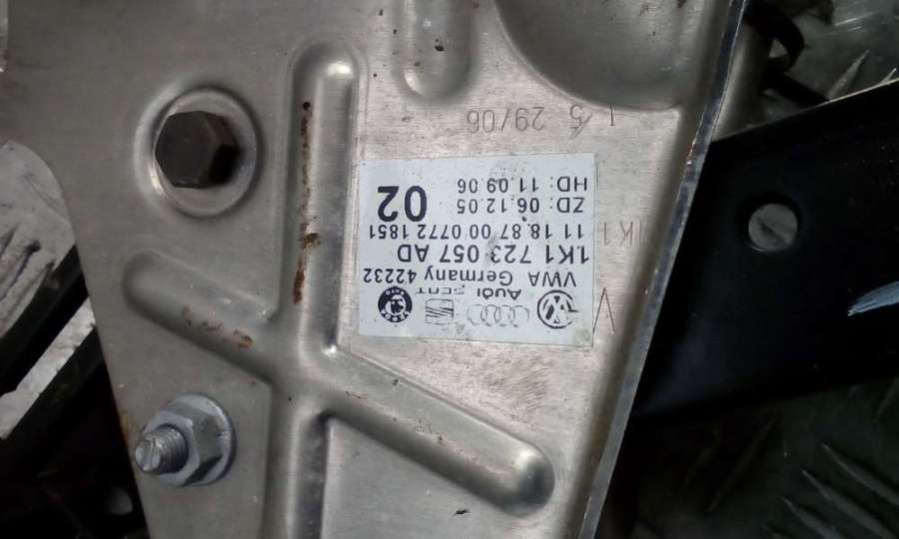 Audi SEAT
VWA Germany 42232
1K1 723 057 AD
11 18.87 00 0772 1851
ZD: 06.12.05 02
HD: 11.09.06
29/06